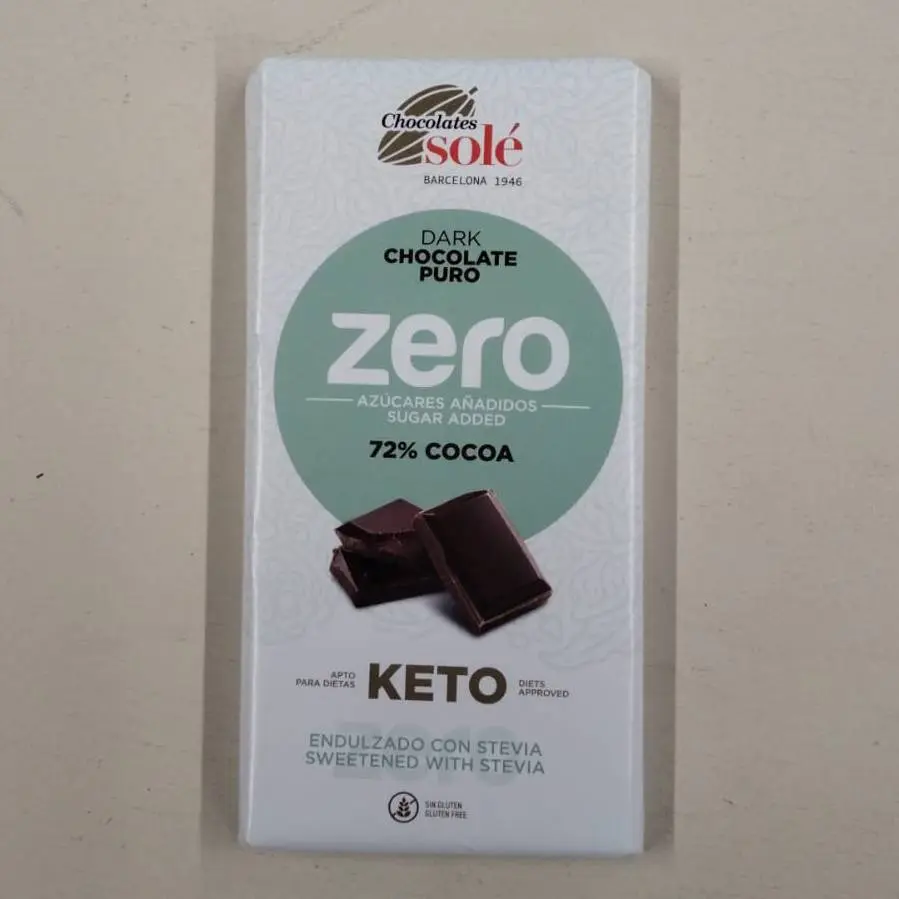 Chocolates
solé
BARCELONA 1946
DARK
CHOCOLATE
PURO
zero
AZÚCARES AÑADIDOS
SUGAR ADDED
72% COCOA
APTO
PARA DIETAS
KETO
DIETS
APPROVED
ENDULZADO CON STEVIA
SWEETENED WITH STEVIA
SIN GLUTEN
GLUTEN FREE